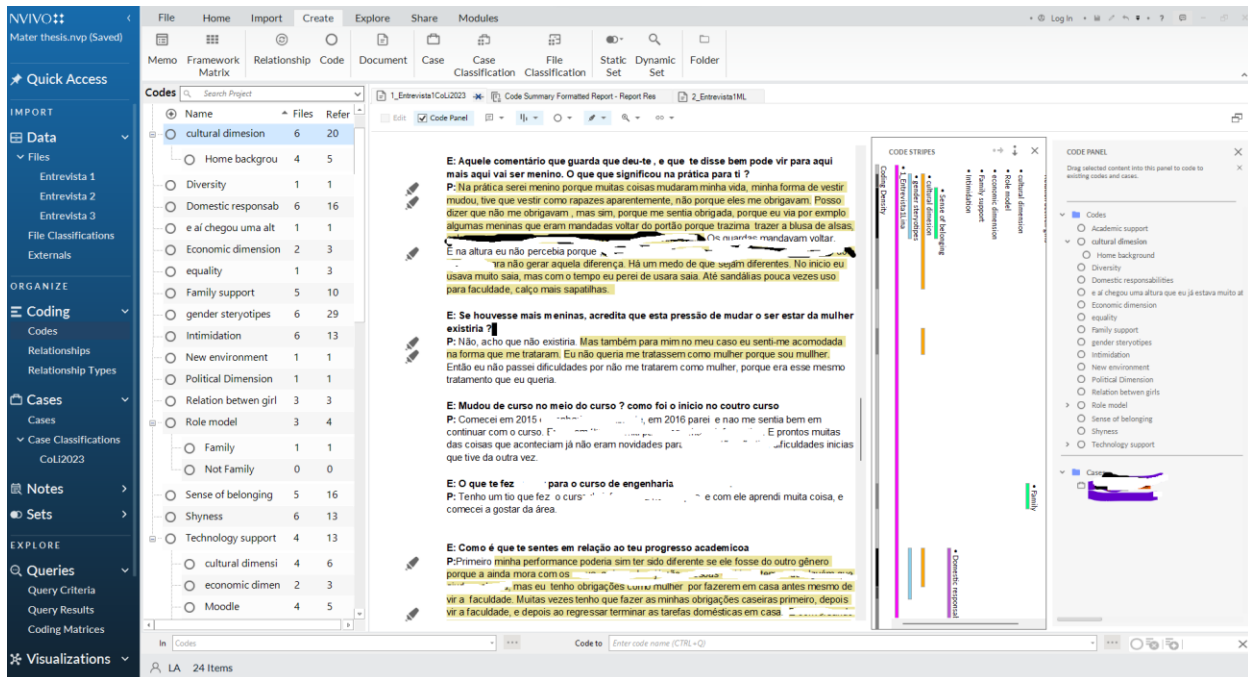 NVIVO
File Home Import Create Explore Share Modules
Log In
Mater thesis.nvp (Saved)
Quick Access
IMPORT
Data
Files
Entrevista 1
Entrevista 2
Entrevista 3
File Classifications
Externals
ORGANIZE
Coding
Codes
Relationships
Relationship Types
Cases
Cases
Case Classifications
CoLi2023
Notes
Sets
EXPLORE
Queries
Query Criteria
Query Results
Coding Matrices
Visualizations
Memo Framework Matrix Relationship Code Document Case Case Classification File Classification Static Set Dynamic Set Folder
Codes Search Project
Name Files Refer
cultural dimesion 6 20
Home backgrou 4 5
Diversity 1 1
Domestic responsab 6 16
e aí chegou uma alt 1 1
Economic dimension 2 3
equality 1 3
Family support 5 10
gender steryotipes 6 29
Intimidation 6 13
New environment 1 1
Political Dimension 1 1
Relation betwen girl 3 3
Role model 3 4
Family 1 1
Not Family 0 0
Sense of belonging 5 16
Shyness 6 13
Technology support 4 13
cultural dimensi 4 6
economic dimen 2 3
Moodle 4 5
1_Entrevista1CoLi2023 Code Summary Formatted Report - Report Res 2_Entrevista1ML
Edit Code Panel
E: Aquele comentário que guarda que deu-te , e que te disse bem pode vir para aqui
mais aqui vai ser menino. O que que significou na prática para ti ?
P: Na prática serei menino porque muitas coisas mudaram minha vida, minha forma de vestir
mudou, tive que vestir como rapazes aparentemente, não porque eles me obrigavam. Posso
dizer que não me obrigavam , mas sim, porque me sentia obrigada, porque eu via por exmplo
algumas meninas que eram mandadas voltar do portão porque trazima trazer a blusa de alsas,
Os guardas mandavam voltar.
E na altura eu não percebia porque
para não gerar aquela diferença. Há um medo de que sejam diferentes. No inicio eu
usava muito saia, mas com o tempo eu perei de usara saia. Até sandálias pouca vezes uso
para faculdade, calço mais sapatilhas.
E: Se houvesse mais meninas, acredita que esta pressão de mudar o ser estar da mulher
existiria ?
P: Não, acho que não existiria. Mas também para mim no meu caso eu senti-me acomodada
na forma que me trataram. Eu não queria me tratassem como mulher porque sou mullher.
Então eu não passei dificuldades por não me tratarem como mulher, porque era esse mesmo
tratamento que eu queria.
E: Mudou de curso no meio do curso ? como foi o inicio no coutro curso
P: Comecei em 2015 em 2016 parei e nao me sentia bem em
continuar com o curso. E prontos muitas
das coisas que aconteciam já não eram novidades para dificuldades inicias
que tive da outra vez.
E: O que te fez para o curso de engenharia
P: Tenho um tio que fez o curs e com ele aprendi muita coisa, e
comecei a gostar da área.
E: Como é que te sentes em relação ao teu progresso academicoa
P:Primeiro minha performance poderia sim ter sido diferente se ele fosse do outro gênero
porque a ainda mora com os
mas eu tenho obrigações como mulher por fazerem em casa antes mesmo de
vir a faculdade. Muitas vezes tenho que fazer as minhas obrigações caseiras primeiro, depois
vir a faculdade, e depois ao regressar terminar as tarefas domésticas em casa.
CODE STRIPES
Coding Density
1_Entrevista1Lina
gender steryotipes
cultural dimension
Sense of belonging
Intimidation
Family support
economic dimension
Role model
cultural dimension
Family
Domestic responsal
CODE PANEL
Drag selected content into this panel to code to
existing codes and cases.
Codes
Academic support
cultural dimesion
Home background
Diversity
Domestic responsabilities
e aí chegou uma altura que eu já estava muito at
Economic dimension
equality
Family support
gender steryotipes
Intimidation
New environment
Political Dimension
Relation betwen girls
Role model
Sense of belonging
Shyness
Technology support
Cases
In Codes Code to Enter code name (CTRL+Q)
LA 24 Items